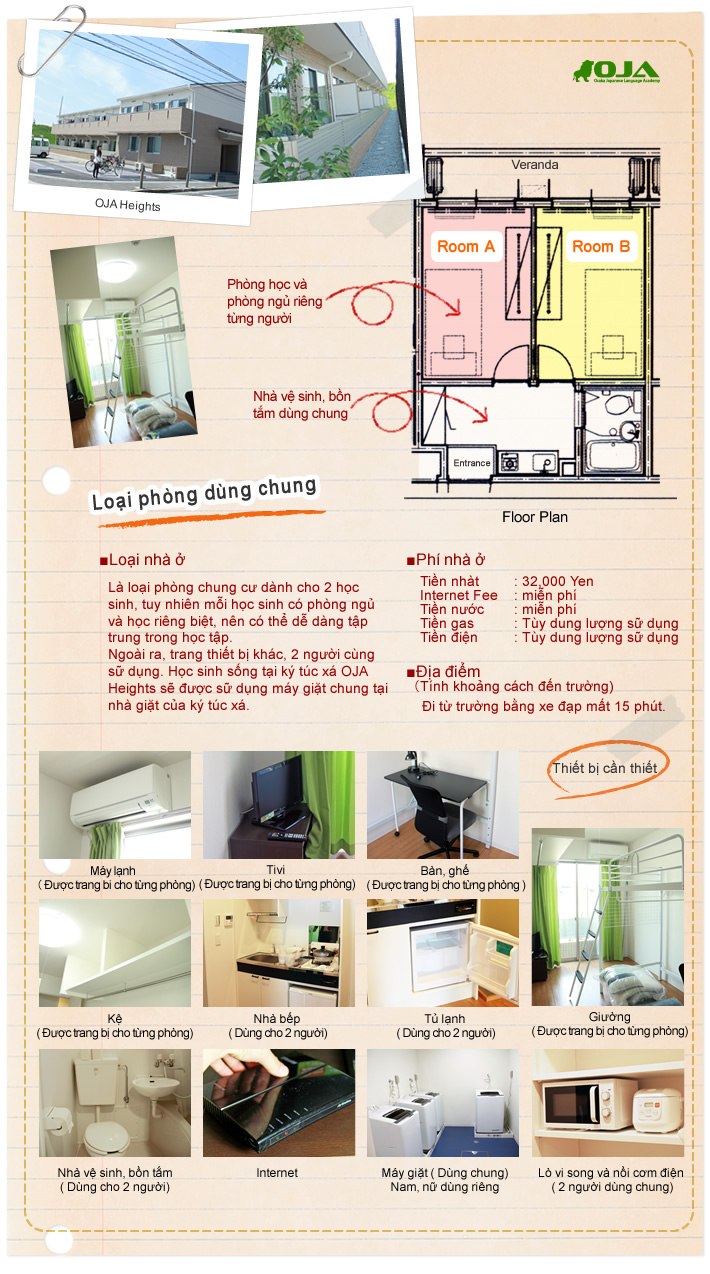 OJA
Osaka Japanese Language Academy
OJA Heights
Veranda
Room A
Room B
Phòng học và
phòng ngủ riêng
từng người
Nhà vệ sinh, bồn
tắm dùng chung
Entrance
Floor Plan
Loại phòng dùng chung
■Loại nhà ở
Là loại phòng chung cư dành cho 2 học
sinh, tuy nhiên mỗi học sinh có phòng ngủ
và học riêng biệt, nên có thể dễ dàng tập
trung trong học tập.
Ngoài ra, trang thiết bị khác, 2 người cùng
sữ dụng. Học sinh sống tại ký túc xá OJA
Heights sẽ được sữ dụng máy giặt chung tại
nhà giặt của ký túc xá.
■Phí nhà ở
Tiền nhàt : 32,000 Yen
Internet Fee : miễn phí
Tiền nước : miễn phí
Tiền gas : Tùy dung lượng sữ dụng
Tiền điện : Tùy dung lượng sữ dụng
■Địa điểm
(Tính khoảng cách đến trường)
Đi từ trường bằng xe đạp mất 15 phút.
Thiết bị cần thiết
Máy lạnh
( Được trang bị cho từng phòng)
Tivi
( Được trang bị cho từng phòng)
Bàn, ghế
( Được trang bị cho từng phòng )
Kệ
( Được trang bị cho từng phòng)
Nhà bếp
( Dùng cho 2 người)
Tủ lạnh
( Dùng cho 2 người)
Giường
( Được trang bị cho từng phòng)
Nhà vệ sinh, bồn tắm
( Dùng cho 2 người)
Internet
Máy giặt ( Dùng chung)
Nam, nữ dùng riêng
Lò vi song và nồi cơm điện
( 2 người dùng chung)